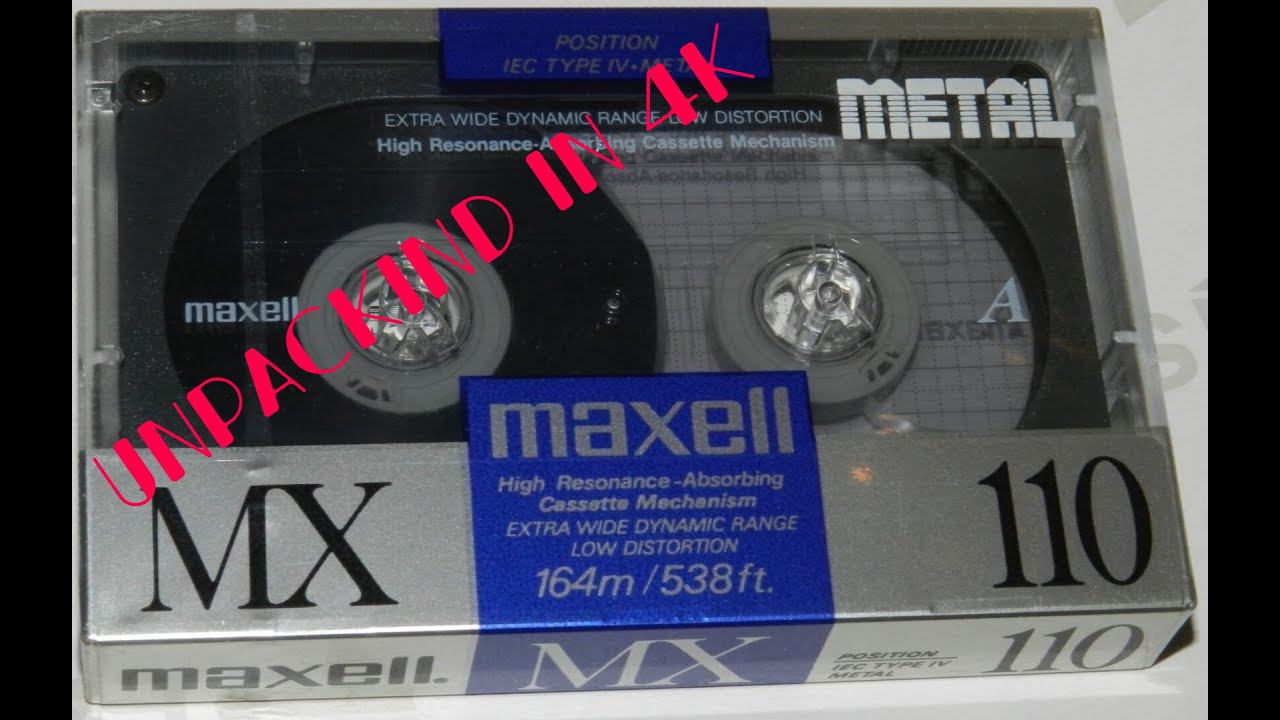 POSITION
IEC TYPE IV • METAL
METAL
EXTRA WIDE DYNAMIC RANGE LOW DISTORTION
High Resonance-Absorbing Cassette Mechanism
UNPACKIND IN 4K
maxell
A
maxell
High Resonance-Absorbing
Cassette Mechanism
EXTRA WIDE DYNAMIC RANGE
LOW DISTORTION
164m/538ft.
MX
110
maxell.
MX
POSITION
IEC TYPE IV
METAL
110